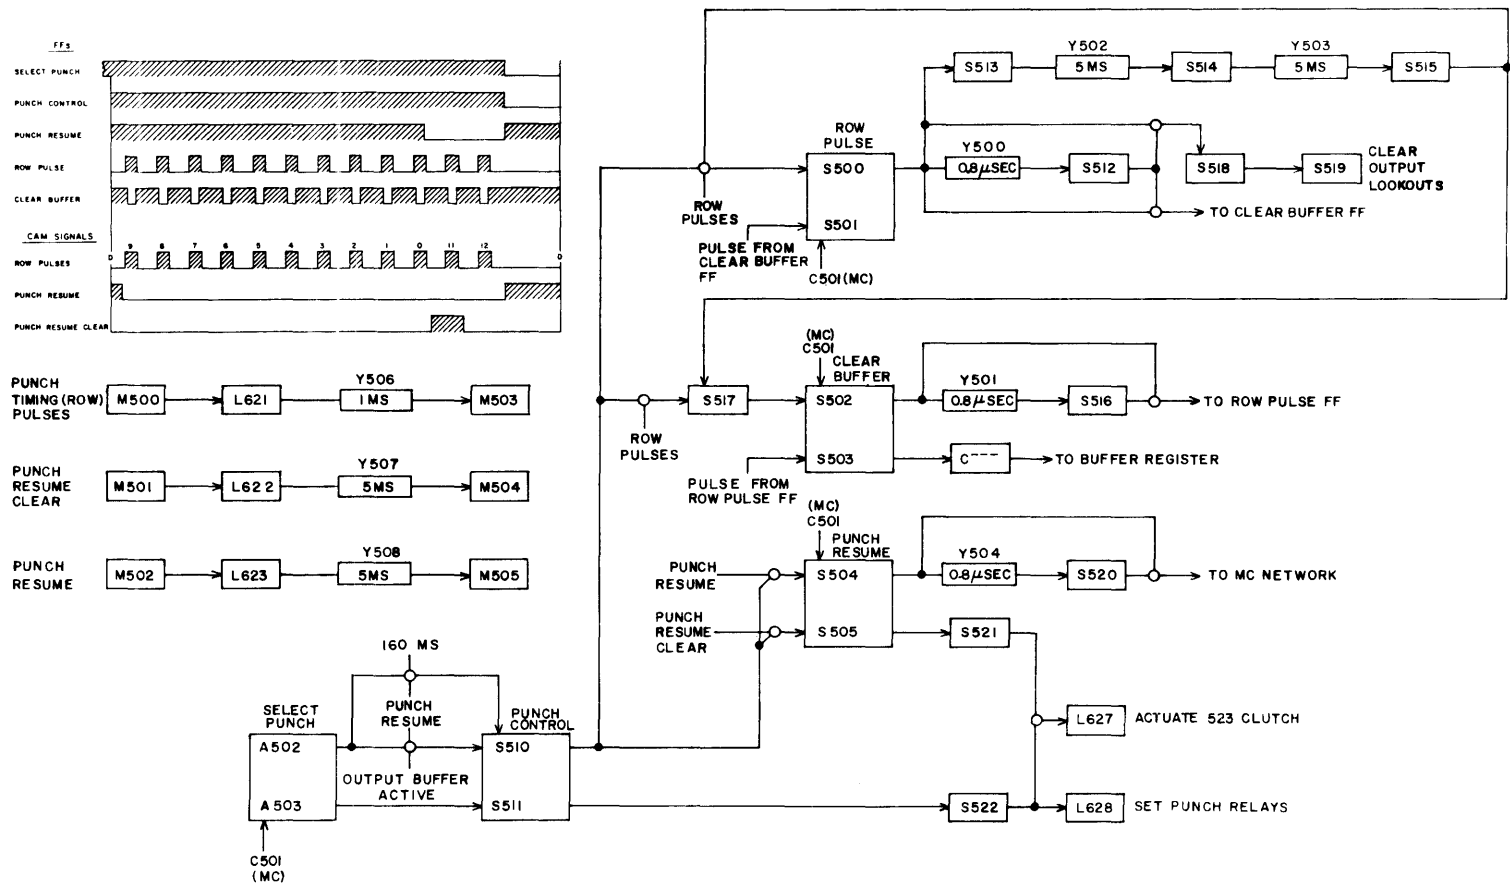 FFs
SELECT PUNCH
PUNCH CONTROL
PUNCH RESUME
ROW PULSE
CLEAR BUFFER
CAM SIGNALS
9 8 7 6 5 4 3 2 1 0 11 12
D
D
ROW PULSES
PUNCH RESUME
PUNCH RESUME CLEAR
PUNCH
TIMING (ROW)
PULSES
M500
L621
Y506
1MS
M503
PUNCH
RESUME
CLEAR
M501
L622
Y507
5MS
M504
PUNCH
RESUME
M502
L623
Y508
5MS
M505
160 MS
SELECT
PUNCH
A502
A503
C501
(MC)
PUNCH
RESUME
OUTPUT BUFFER
ACTIVE
PUNCH
CONTROL
S510
S511
ROW
PULSES
ROW
PULSE
S500
S501
PULSE FROM
CLEAR BUFFER
FF
C501(MC)
S513
Y502
5MS
S514
Y503
5MS
S515
Y500
0.8μSEC
S512
S518
S519
CLEAR
OUTPUT
LOOKOUTS
TO CLEAR BUFFER FF
ROW
PULSES
S517
(MC)
C501
CLEAR
BUFFER
S502
S503
PULSE FROM
ROW PULSE FF
Y501
0.8μSEC
S516
TO ROW PULSE FF
C---
TO BUFFER REGISTER
(MC)
C501
PUNCH
RESUME
PUNCH
RESUME
S504
PUNCH
RESUME
CLEAR
S505
Y504
0.8μSEC
S520
TO MC NETWORK
S521
L627
ACTUATE 523 CLUTCH
S522
L628
SET PUNCH RELAYS